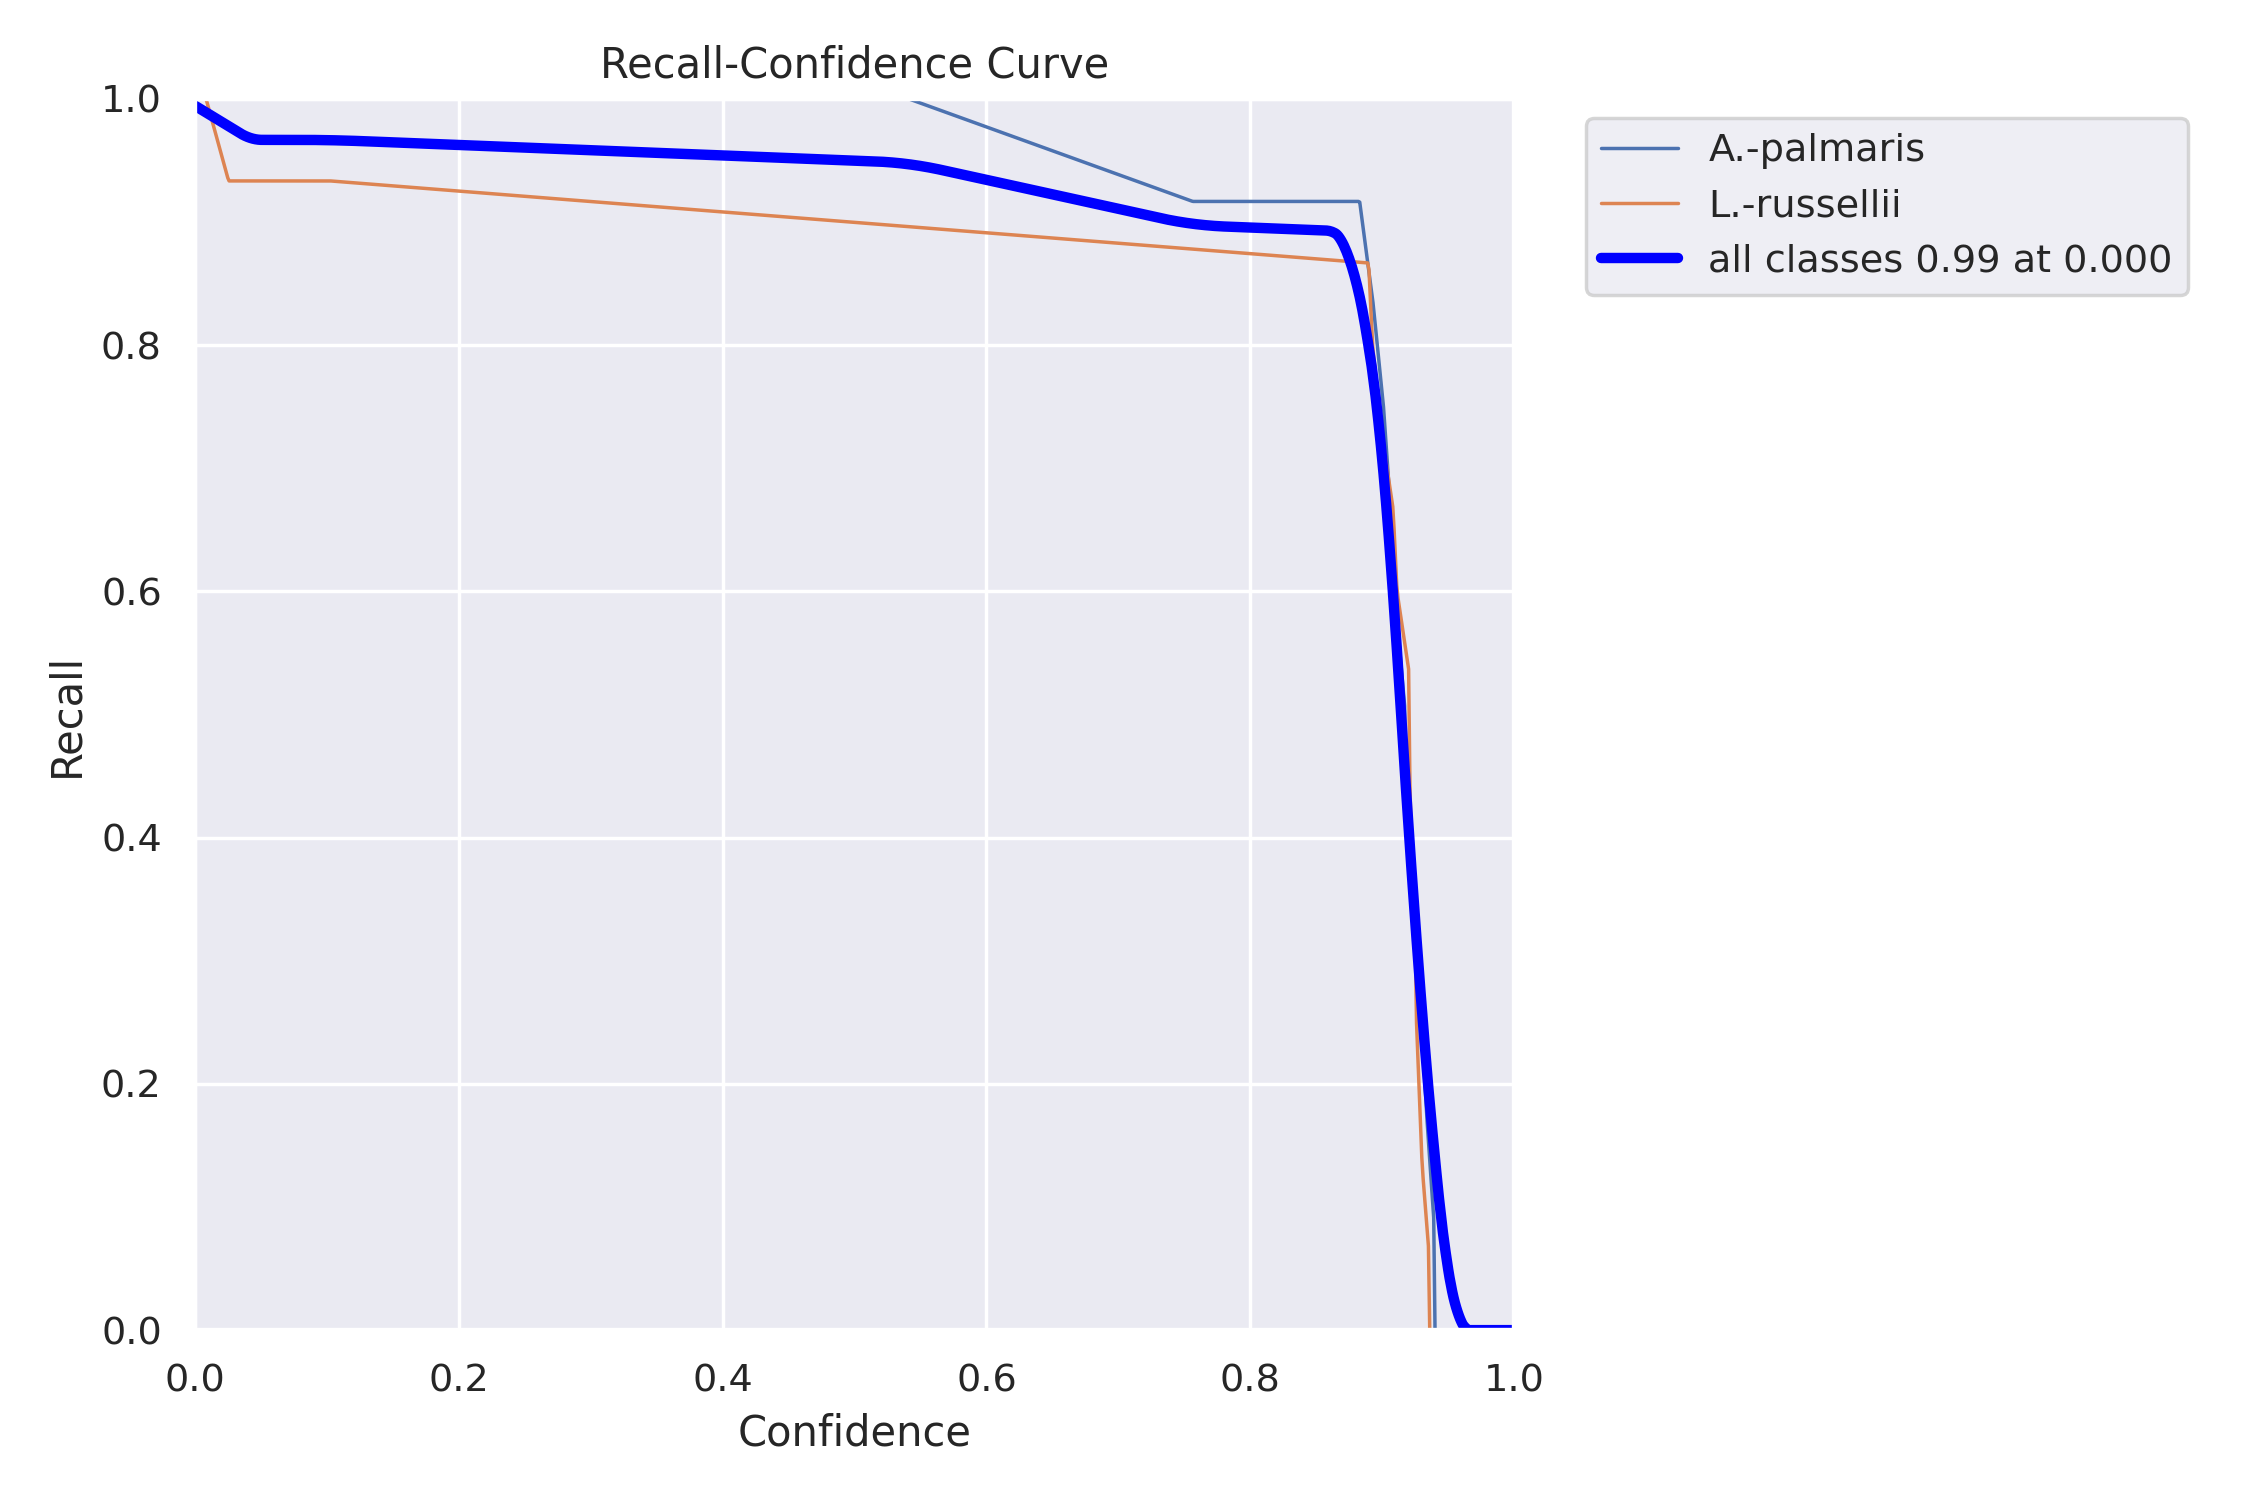 Recall-Confidence Curve
1.0
0.8
0.6
0.4
0.2
0.0
Recall
0.0 0.2 0.4 0.6 0.8 1.0
Confidence
A.-palmaris
L.-russellii
all classes 0.99 at 0.000